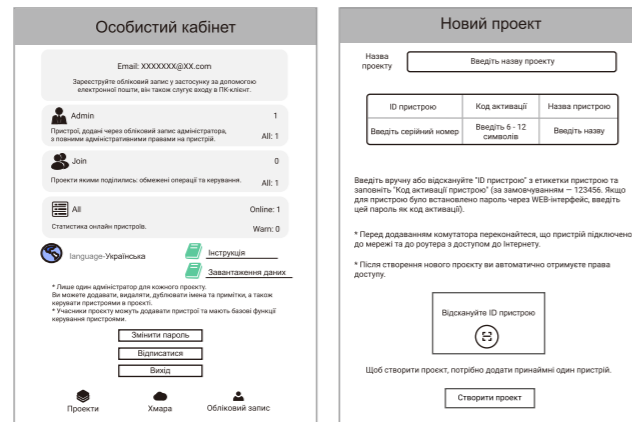 Особистий кабінет
Email: XXXXXXX@XX.com
Зареєструйте обліковий запис у застосунку за допомогою
електронної пошти, він також слугує входу в ПК-клієнт.
Admin 1
Пристрої, додані через обліковий запис адміністратора,
з повними адміністративними правами на пристрій. All: 1
Join 0
Проекти якими поділились: обмежені операції та керування. All: 1
All Online: 1
Статистика онлайн пристроїв. Warn: 0
language-Українська
Інструкція
Завантаження даних
* Лише один адміністратор для кожного проєкту.
Ви можете додавати, видаляти, дублювати імена та примітки, а також
керувати пристроями в проєкті.
* Учасники проєкту можуть додавати пристрої та мають базові функції
керування пристроями.
Змінити пароль
Відписатися
Вихід
Проекти Хмара Обліковий запис
Новий проект
Назва
проекту
Введіть назву проекту
ID пристрою Код активації Назва пристрою
Введіть серійний номер Введіть 6 - 12
символів Введіть назву
Введіть вручну або відскануйте "ID пристрою" з етикетки пристрою та
заповніть "Код активації пристрою" (за замовчуванням — 123456. Якщо
для пристрою було встановлено пароль через WEB-інтерфейс, введіть
цей пароль як код активації).
* Перед додаванням комутатора переконайтеся, що пристрій підключено
до мережі та до роутера з доступом до Інтернету.
* Після створення нового проєкту ви автоматично отримуєте права
доступу.
Відскануйте ID пристрою
Щоб створити проєкт, потрібно додати принаймні один пристрій.
Створити проект